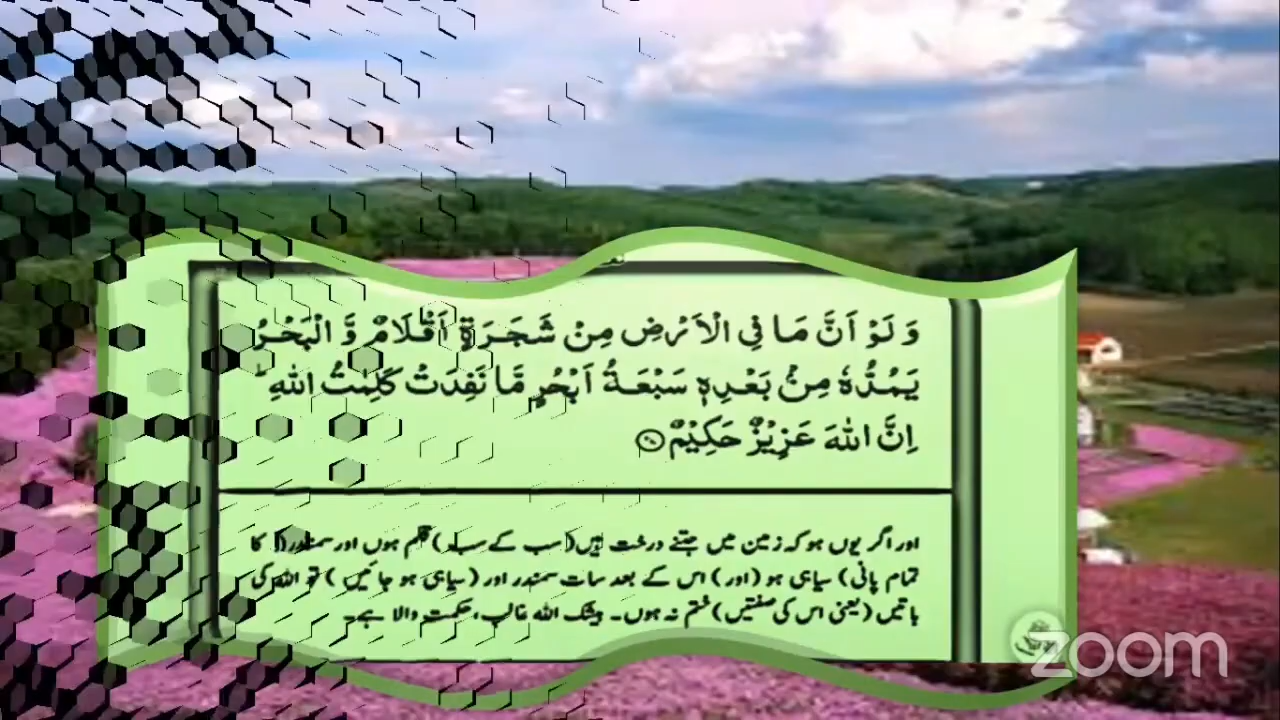 وَ لَوْ اَنَّ مَا فِی الْاَرْضِ مِنْ شَجَرَةٍ اَقْلَامٌ وَّ الْبَحْرُ
یَمُدُّهٗ مِنْۢ بَعْدِهٖ سَبْعَةُ اَبْحُرٍ مَّا نَفِدَتْ كَلِمٰتُ اللّٰهِ ؕ
اِنَّ اللّٰهَ عَزِیْزٌ حَكِیْمٌ
اور اگر یوں ہو کہ زمین میں جتنے درخت ہیں (سب کے سب) قلم ہوں اور سمندر (کا
تمام پانی) سیاہی ہو (اور) اس کے بعد سات سمندر اور (سیاہی ہو جائیں) تو اللہ کی
باتیں (یعنی اس کی صفتیں) ختم نہ ہوں۔ بیشک اللہ غالب، حکمت والا ہے۔
zoom